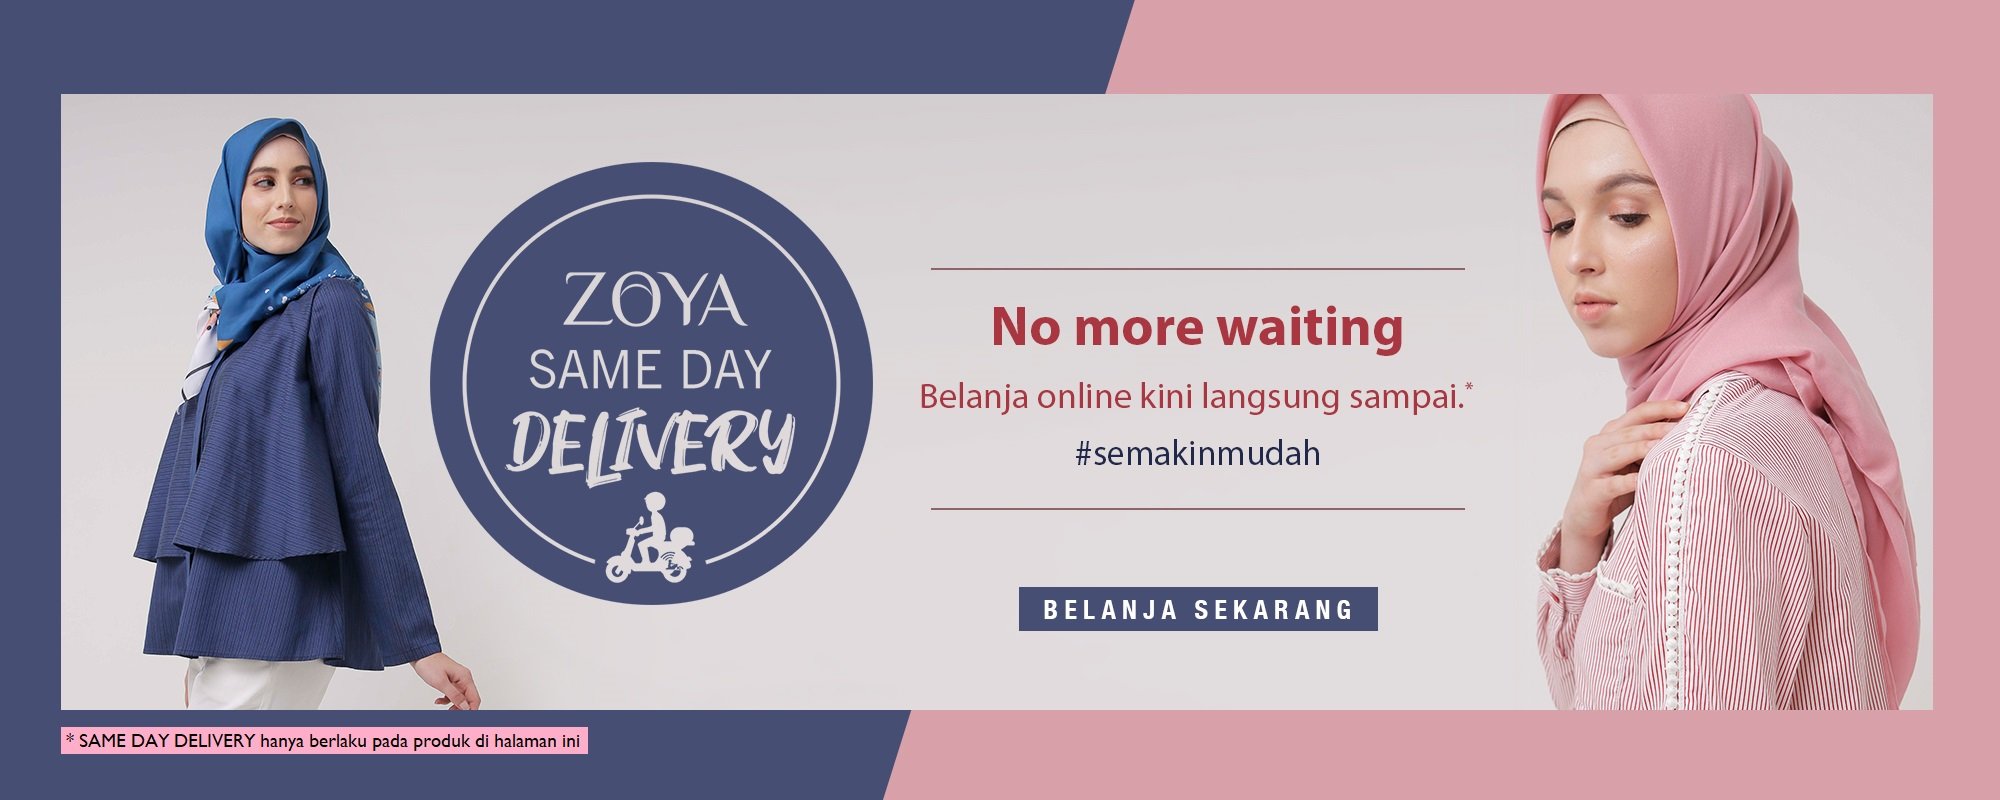 ZOYA
SAME DAY
DELIVERY
No more waiting
Belanja online kini langsung sampai.*
#semakinmudah
BELANJA SEKARANG
* SAME DAY DELIVERY hanya berlaku pada produk di halaman ini